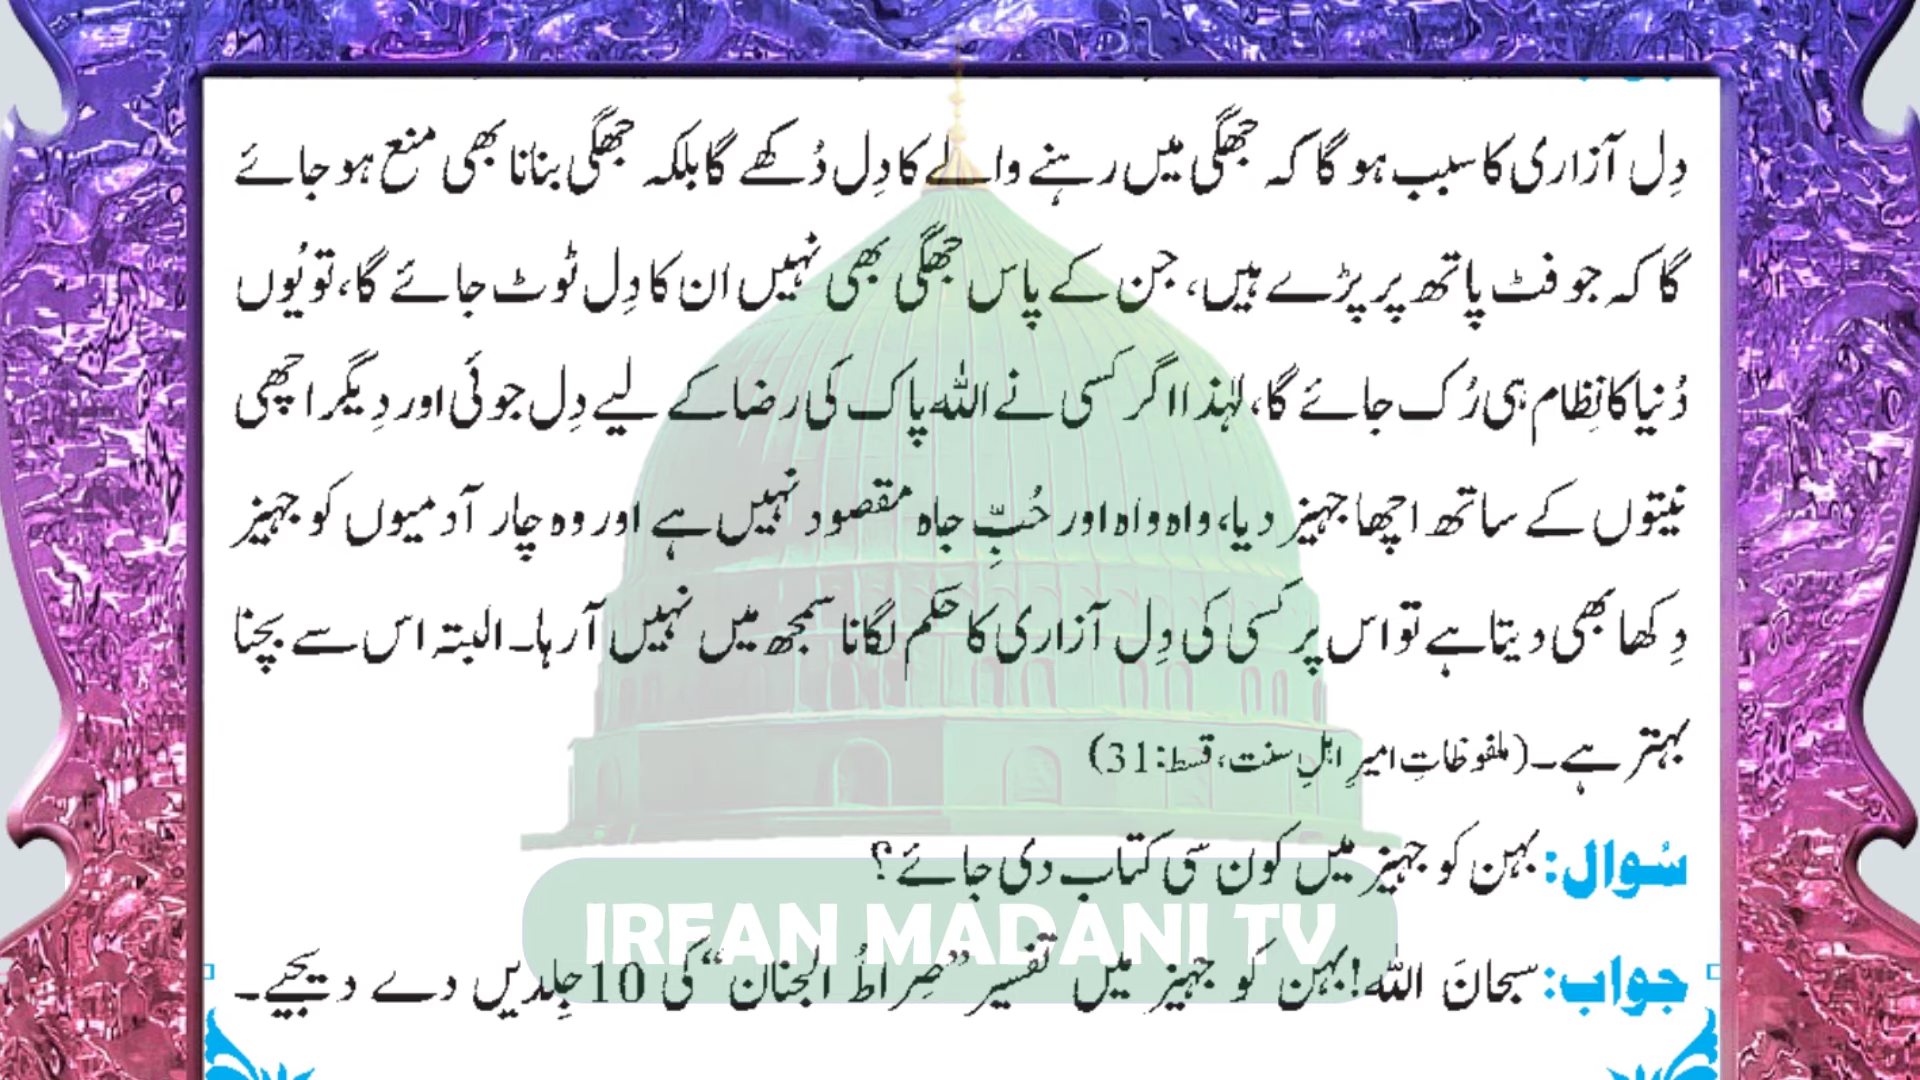 دِل آزاری کا سبب ہو گا کہ جھگی میں رہنے والے کا دِل دُکھے گا بلکہ جھگی بنانا بھی منع ہو جائے
گا کہ جو فٹ پاتھ پر پڑے ہیں، جن کے پاس جھگی بھی نہیں ان کا دِل ٹوٹ جائے گا، تو یُوں
دُنیا کا نِظام ہی رُک جائے گا، لہٰذا اگر کسی نے اللہ پاک کی رضا کے لیے دِل جوئی اور دِیگر اچھی
نیتوں کے ساتھ اچھا جہیز دیا، واہ واہ اور حُبِّ جاہ مقصود نہیں ہے اور وہ چار آدمیوں کو جہیز
دِکھا بھی دیتا ہے تو اس پر کسی کی دِل آزاری کا حکم لگانا سمجھ میں نہیں آ رہا۔ البتہ اس سے بچنا
بہتر ہے۔ (ملفوظاتِ امیرِ اہلِ سنت، قسط:31)
سُوال: بہن کو جہیز میں کون سی کتاب دی جائے؟
IRFAN MADANI TV
جواب: سبحانَ اللہ! بہن کو جہیز میں تفسیر ”صِراطُ الجنان“ کی 10 جِلدیں دے دیجیے۔